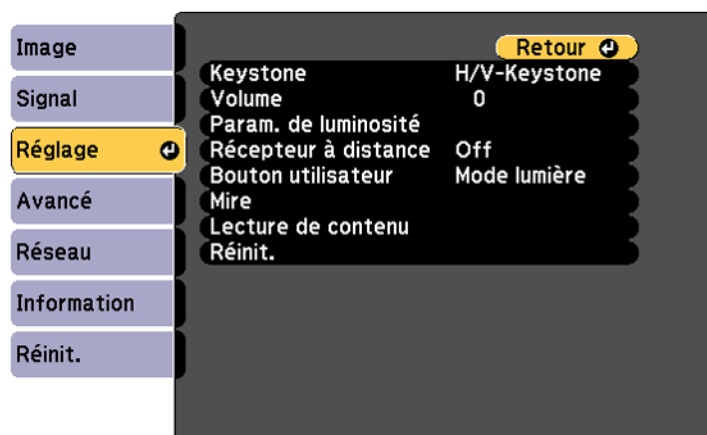 Image
Signal
Réglage
Avancé
Réseau
Information
Réinit.
Retour
Keystone H/V-Keystone
Volume 0
Param. de luminosité
Récepteur à distance Off
Bouton utilisateur Mode lumière
Mire
Lecture de contenu
Réinit.